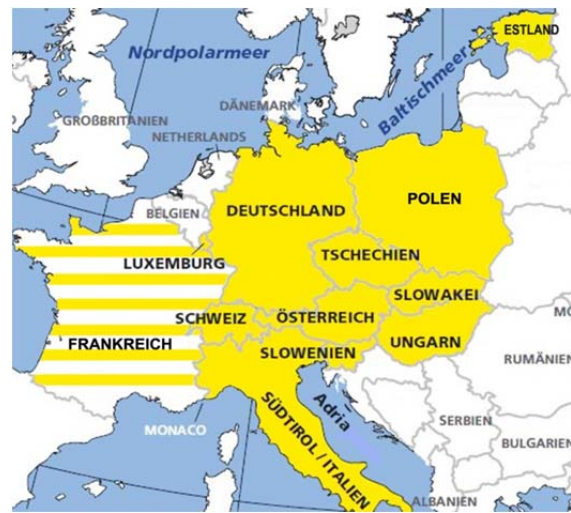 ESTLAND
Nordpolarmeer
Baltischmeer
DÄNEMARK
GROßBRITANIEN
NETHERLANDS
POLEN
BELGIEN
DEUTSCHLAND
TSCHECHIEN
LUXEMBURG
SLOWAKEI
SCHWEIZ
ÖSTERREICH
FRANKREICH
UNGARN
SLOWENIEN
RUMÄNIEN
Adria
SERBIEN
MONACO
SÜDTIROL / ITALIEN
BULGARIEN
ALBANIEN